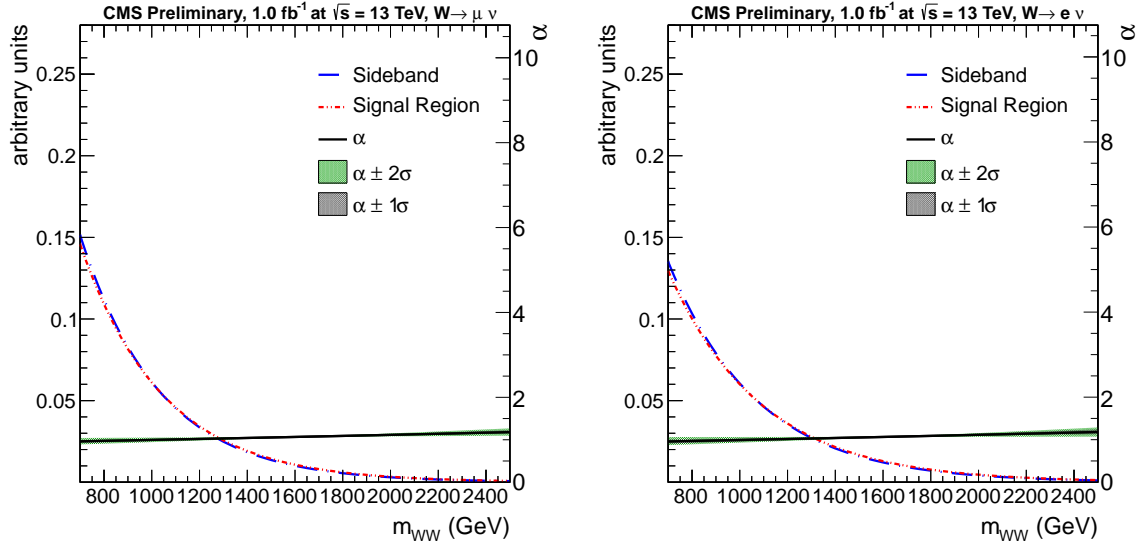 CMS Preliminary, 1.0 fb⁻¹ at √s = 13 TeV, W→ μ ν
arbitrary units
α
0.25
0.2
0.15
0.1
0.05
10
8
6
4
2
0
Sideband
Signal Region
α
α ± 2σ
α ± 1σ
800 1000 1200 1400 1600 1800 2000 2200 2400
m_WW (GeV)
CMS Preliminary, 1.0 fb⁻¹ at √s = 13 TeV, W→ e ν
arbitrary units
α
0.25
0.2
0.15
0.1
0.05
10
8
6
4
2
0
Sideband
Signal Region
α
α ± 2σ
α ± 1σ
800 1000 1200 1400 1600 1800 2000 2200 2400
m_WW (GeV)